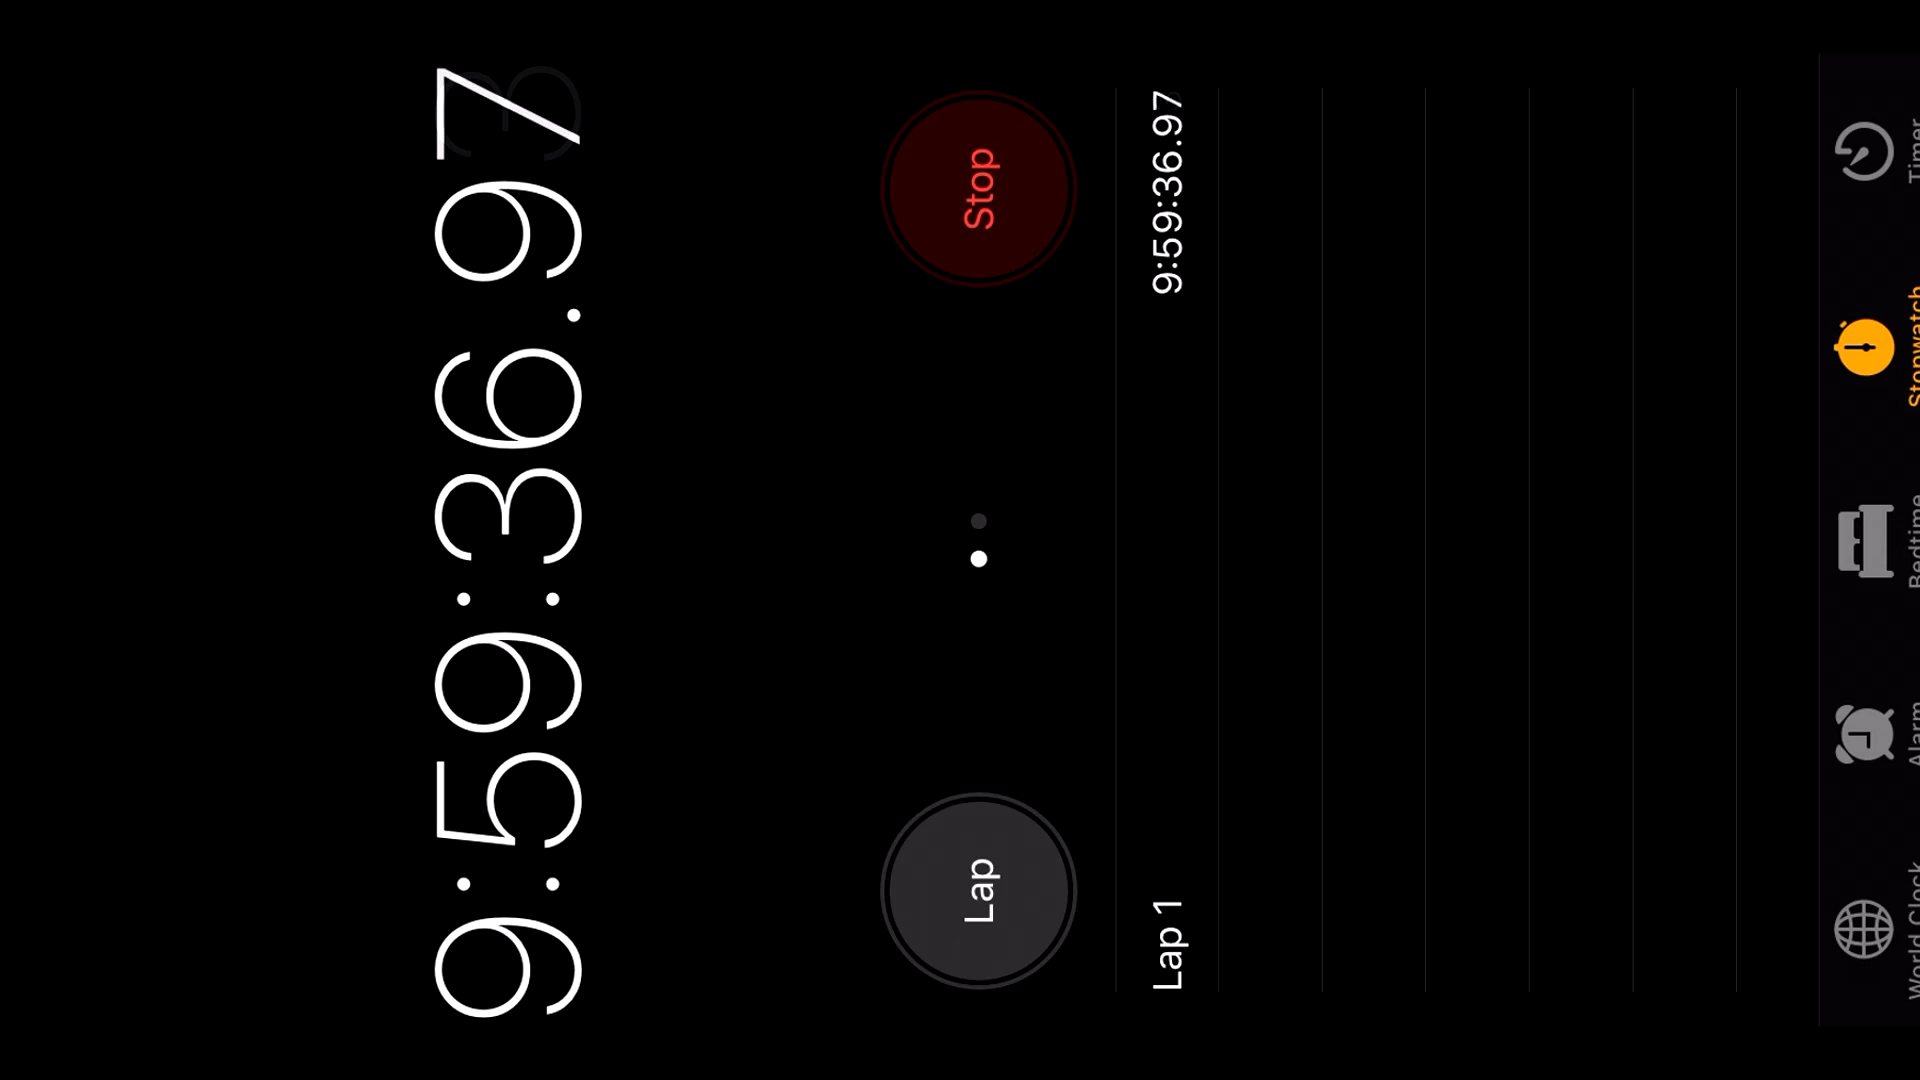 9:59:36.97
Lap
Stop
Lap 1 9:59:36.97
World Clock
Alarm
Bedtime
Stopwatch
Timer